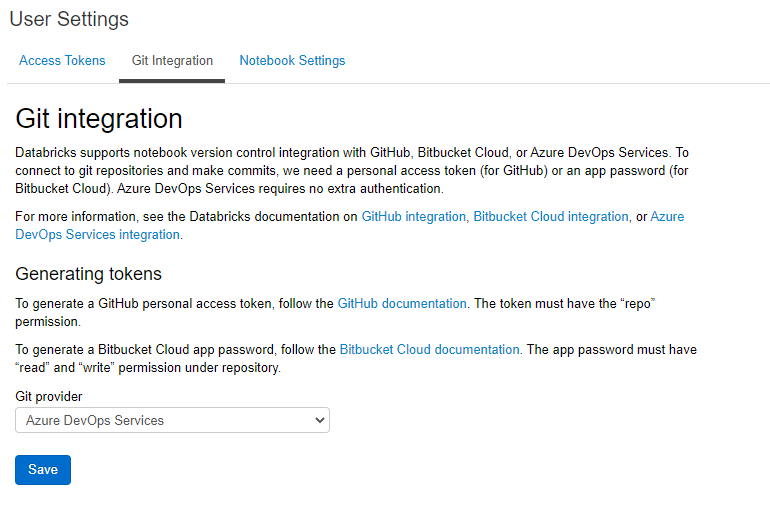 User Settings
Access Tokens Git Integration Notebook Settings
Git integration
Databricks supports notebook version control integration with GitHub, Bitbucket Cloud, or Azure DevOps Services. To
connect to git repositories and make commits, we need a personal access token (for GitHub) or an app password (for
Bitbucket Cloud). Azure DevOps Services requires no extra authentication.
For more information, see the Databricks documentation on GitHub integration, Bitbucket Cloud integration, or Azure
DevOps Services integration.
Generating tokens
To generate a GitHub personal access token, follow the GitHub documentation. The token must have the “repo”
permission.
To generate a Bitbucket Cloud app password, follow the Bitbucket Cloud documentation. The app password must have
“read” and “write” permission under repository.
Git provider
Azure DevOps Services
Save